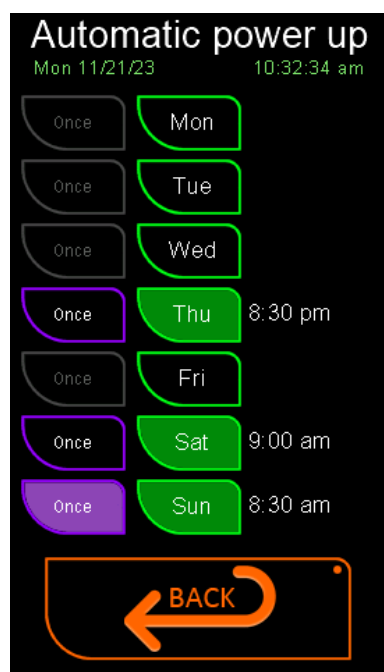 Automatic power up
Mon 11/21/23 10:32:34 am
Once Mon
Once Tue
Once Wed
Once Thu 8:30 pm
Once Fri
Once Sat 9:00 am
Once Sun 8:30 am
BACK